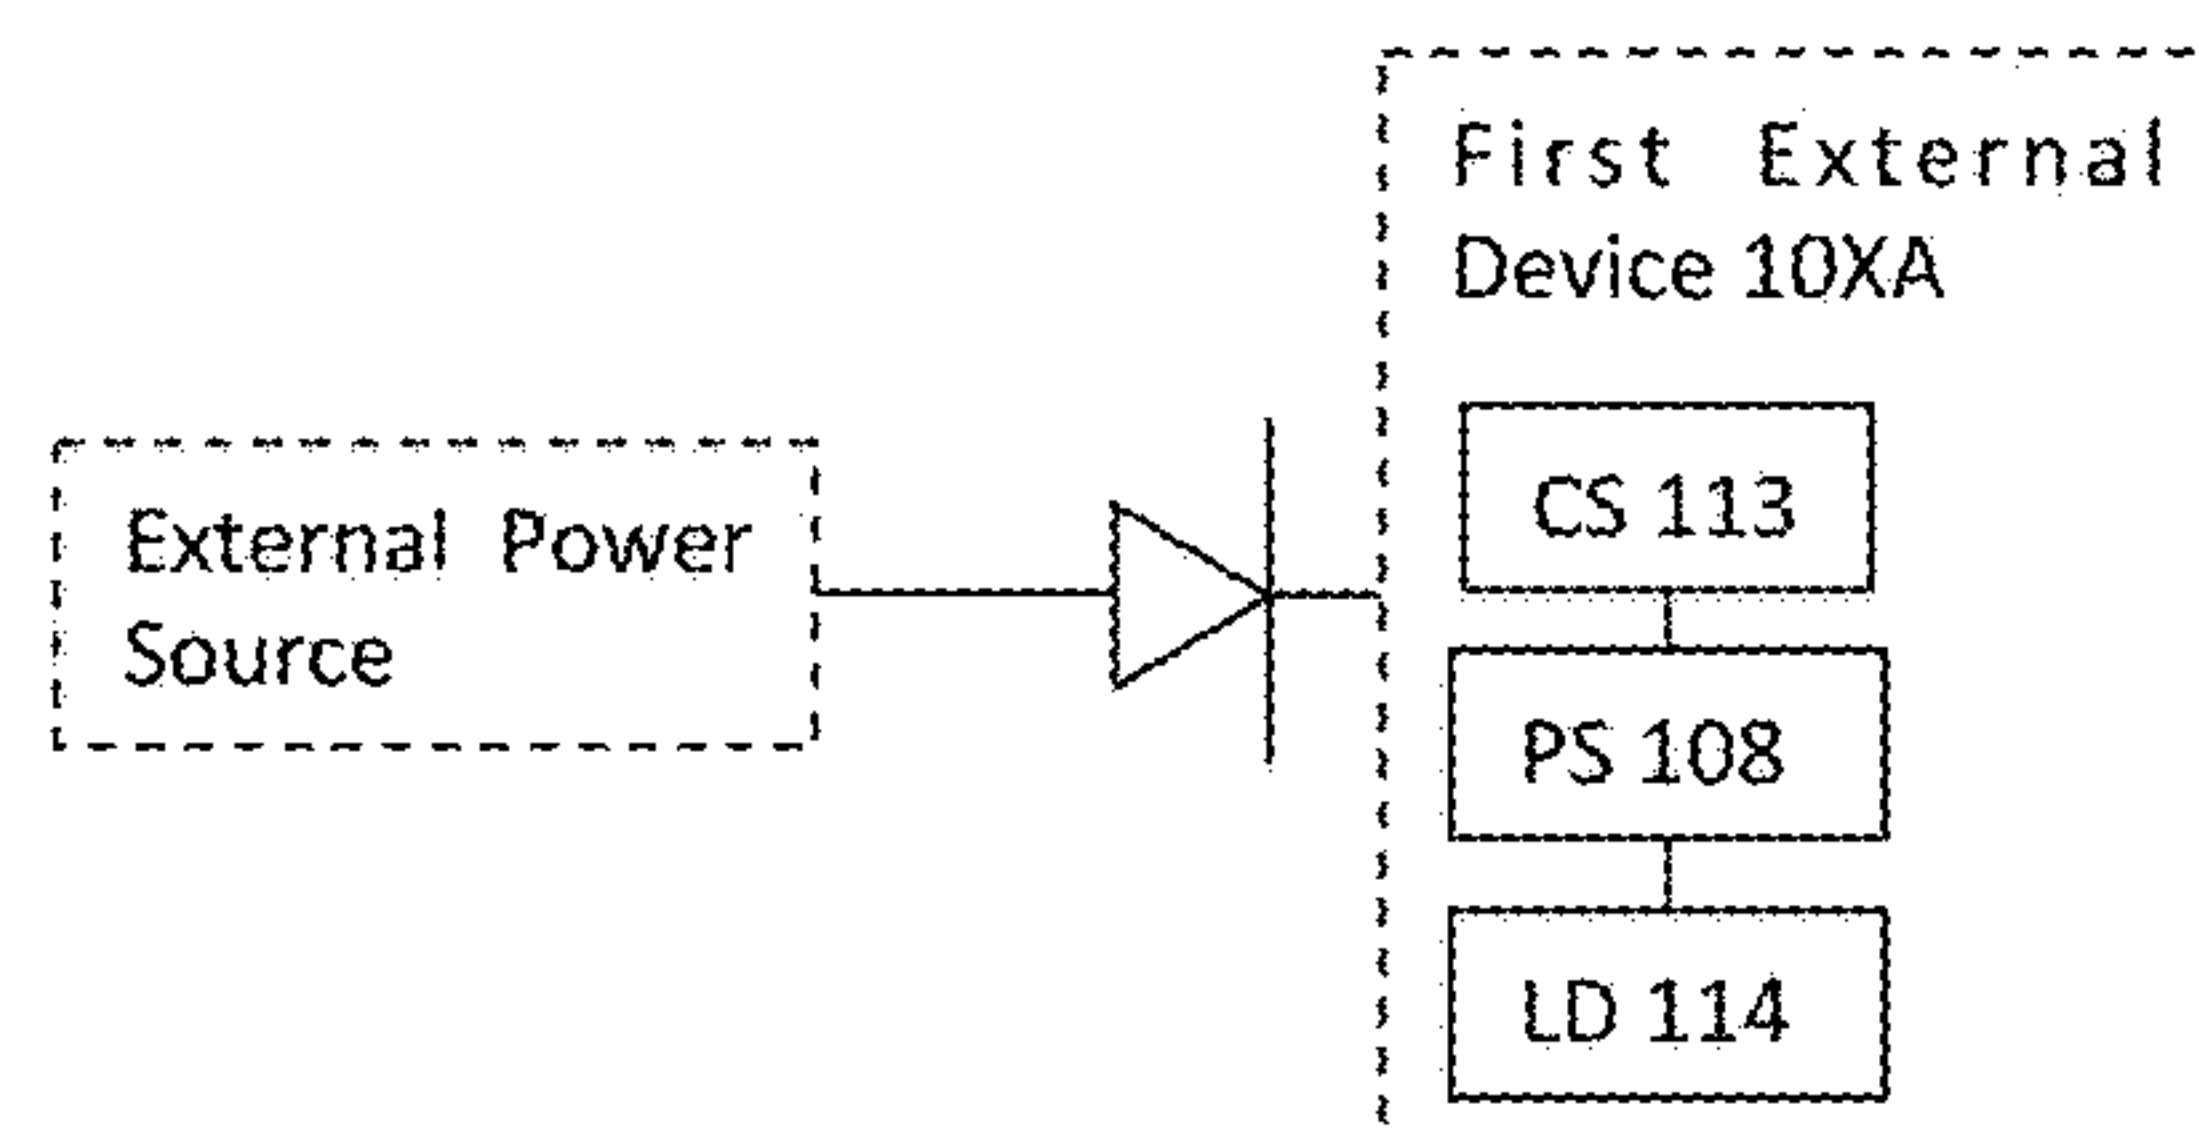 First External
Device 10XA
External Power
Source
CS 113
PS 108
LD 114